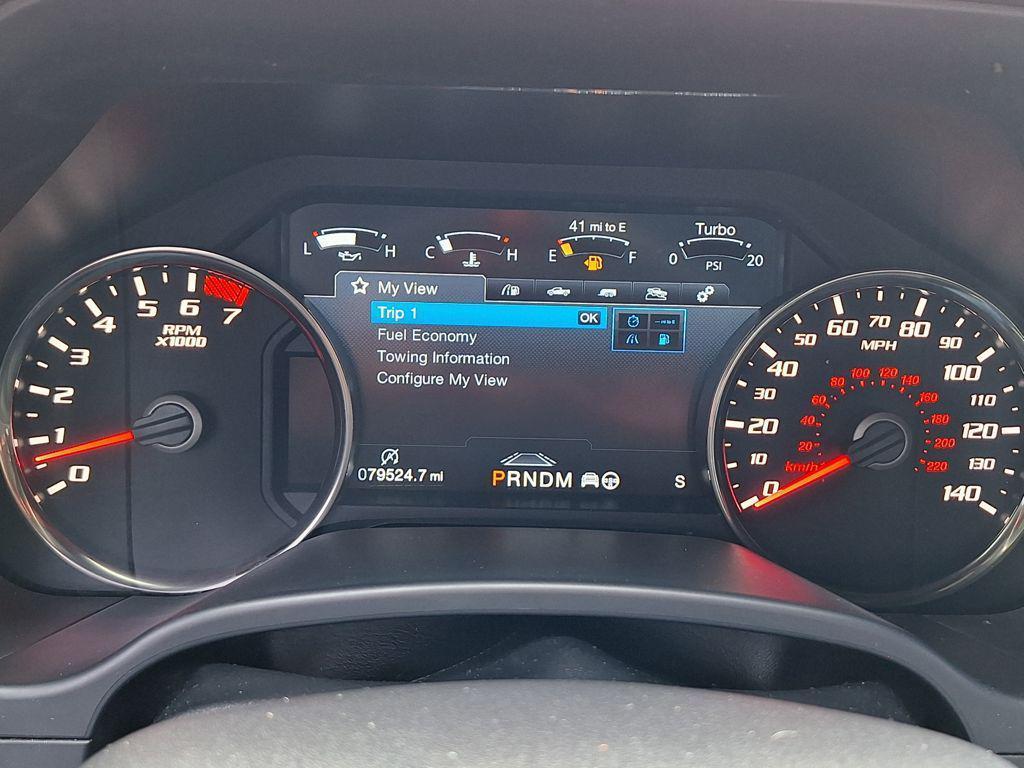 41 mi to E
Turbo
L H
C H
E F
0 20
PSI
My View
Trip 1 OK
Fuel Economy
Towing Information
Configure My View
079524.7 mi
PRNDM
S
0 1 2 3 4 5 6 7
RPM
X1000
0 10 20 30 40 50 60 70 80 90 100 110 120 130 140
MPH
20 40 60 80 100 120 140 160 180 200 220
km/h